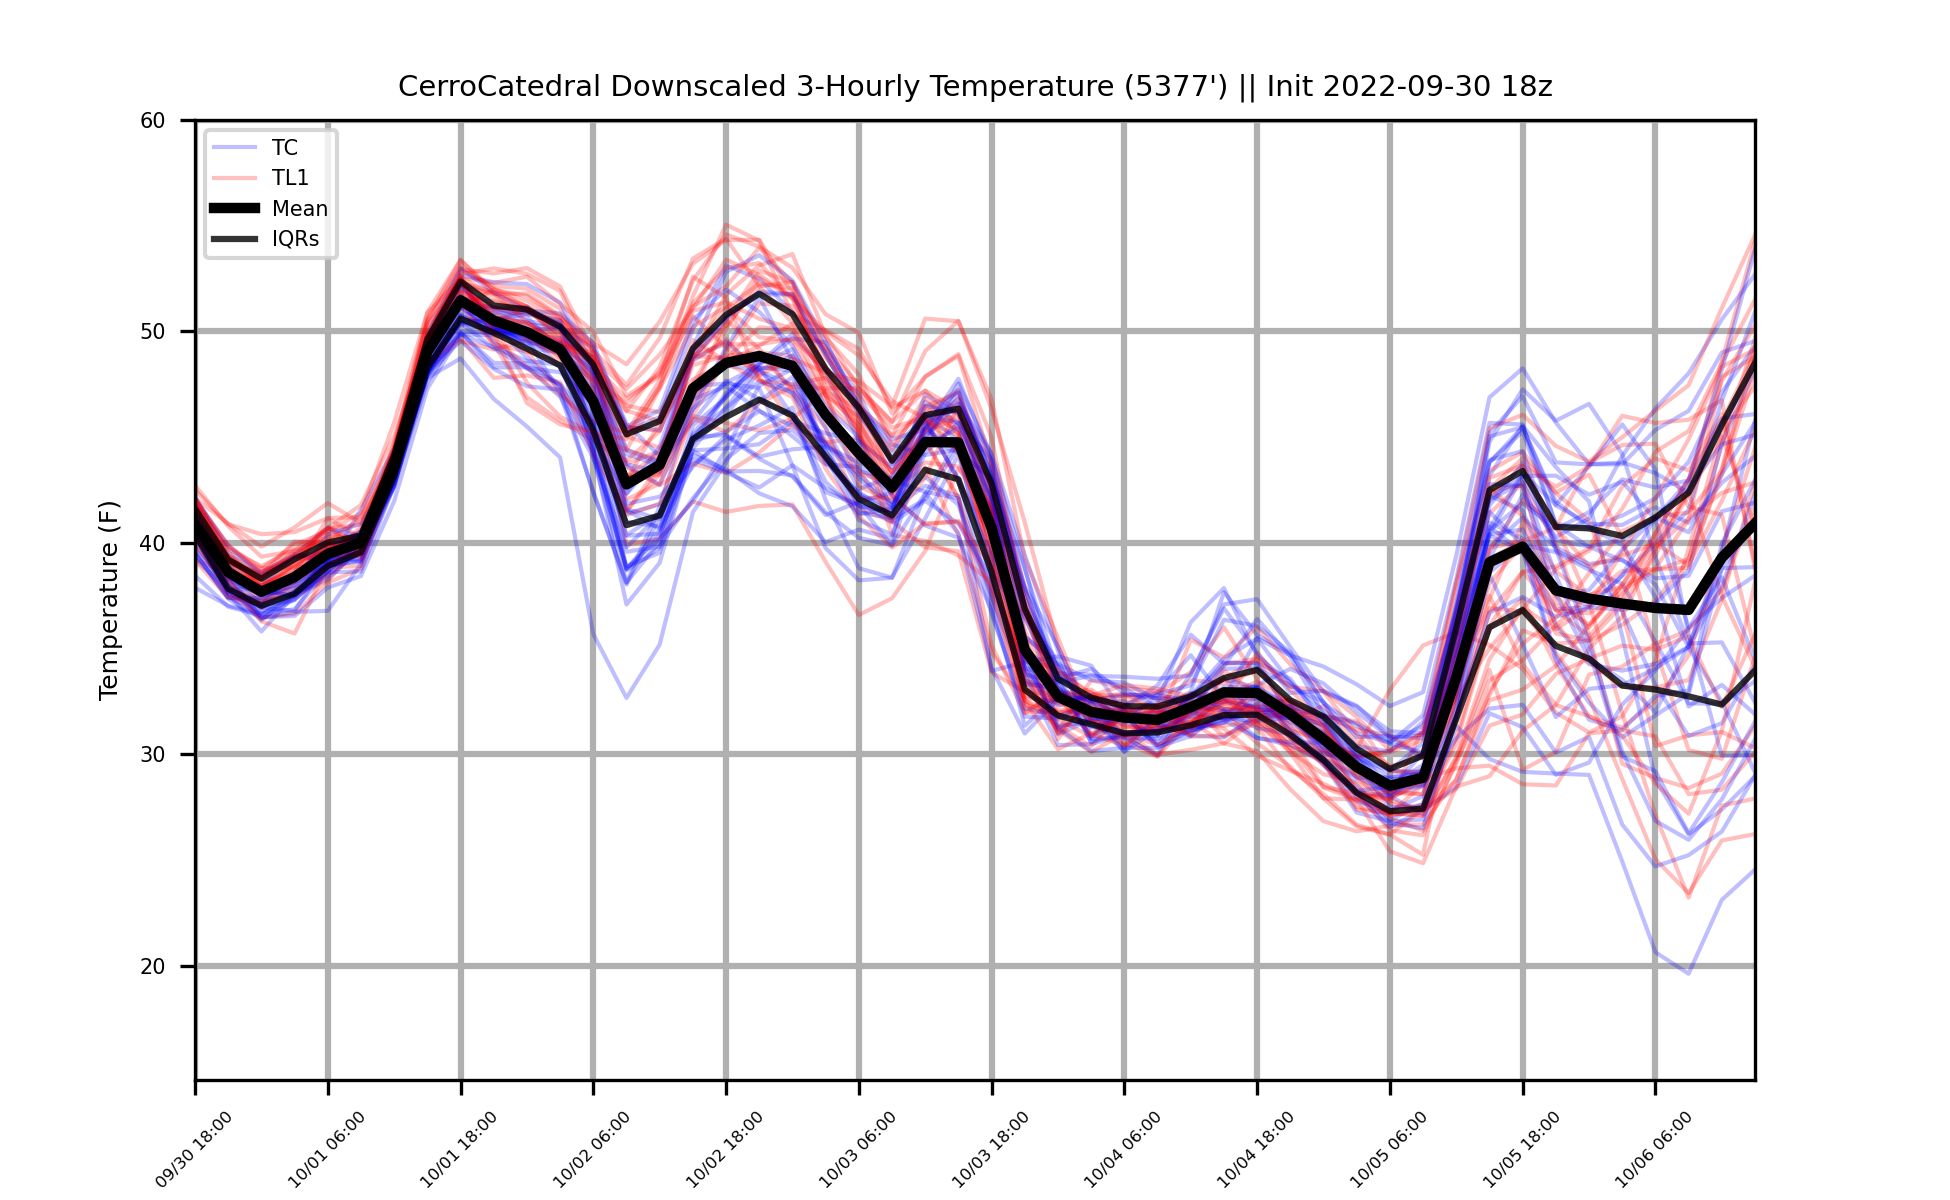 CerroCatedral Downscaled 3-Hourly Temperature (5377') || Init 2022-09-30 18z
60
50
40
30
20
Temperature (F)
TC
TL1
Mean
IQRs
09/30 18:00
10/01 06:00
10/01 18:00
10/02 06:00
10/02 18:00
10/03 06:00
10/03 18:00
10/04 06:00
10/04 18:00
10/05 06:00
10/05 18:00
10/06 06:00